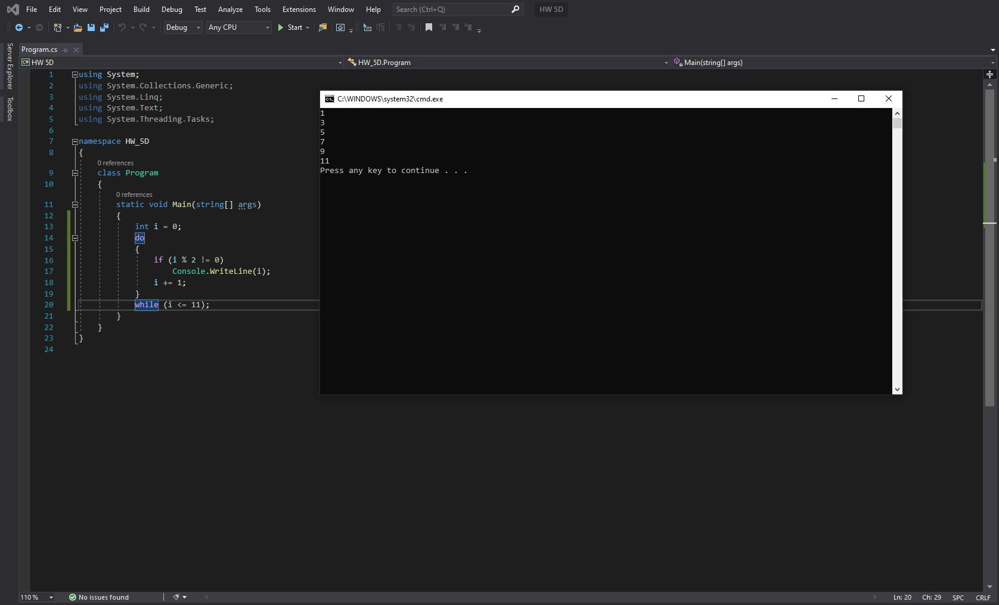 File Edit View Project Build Debug Test Analyze Tools Extensions Window Help Search (Ctrl+Q) HW 5D
Debug Any CPU Start
Server Explorer
Toolbox
Program.cs
C# HW 5D HW_5D.Program Main(string[] args)
1 using System;
2 using System.Collections.Generic;
3 using System.Linq;
4 using System.Text;
5 using System.Threading.Tasks;
6
7 namespace HW_5D
8 {
0 references
9 class Program
10 {
0 references
11 static void Main(string[] args)
12 {
13 int i = 0;
14 do
15 {
16 if (i % 2 != 0)
17 Console.WriteLine(i);
18 i += 1;
19 }
20 while (i <= 11);
21 }
22 }
23 }
24
C:\WINDOWS\system32\cmd.exe
1
3
5
7
9
11
Press any key to continue . . .
110 % No issues found Ln: 20 Ch: 29 SPC CRLF